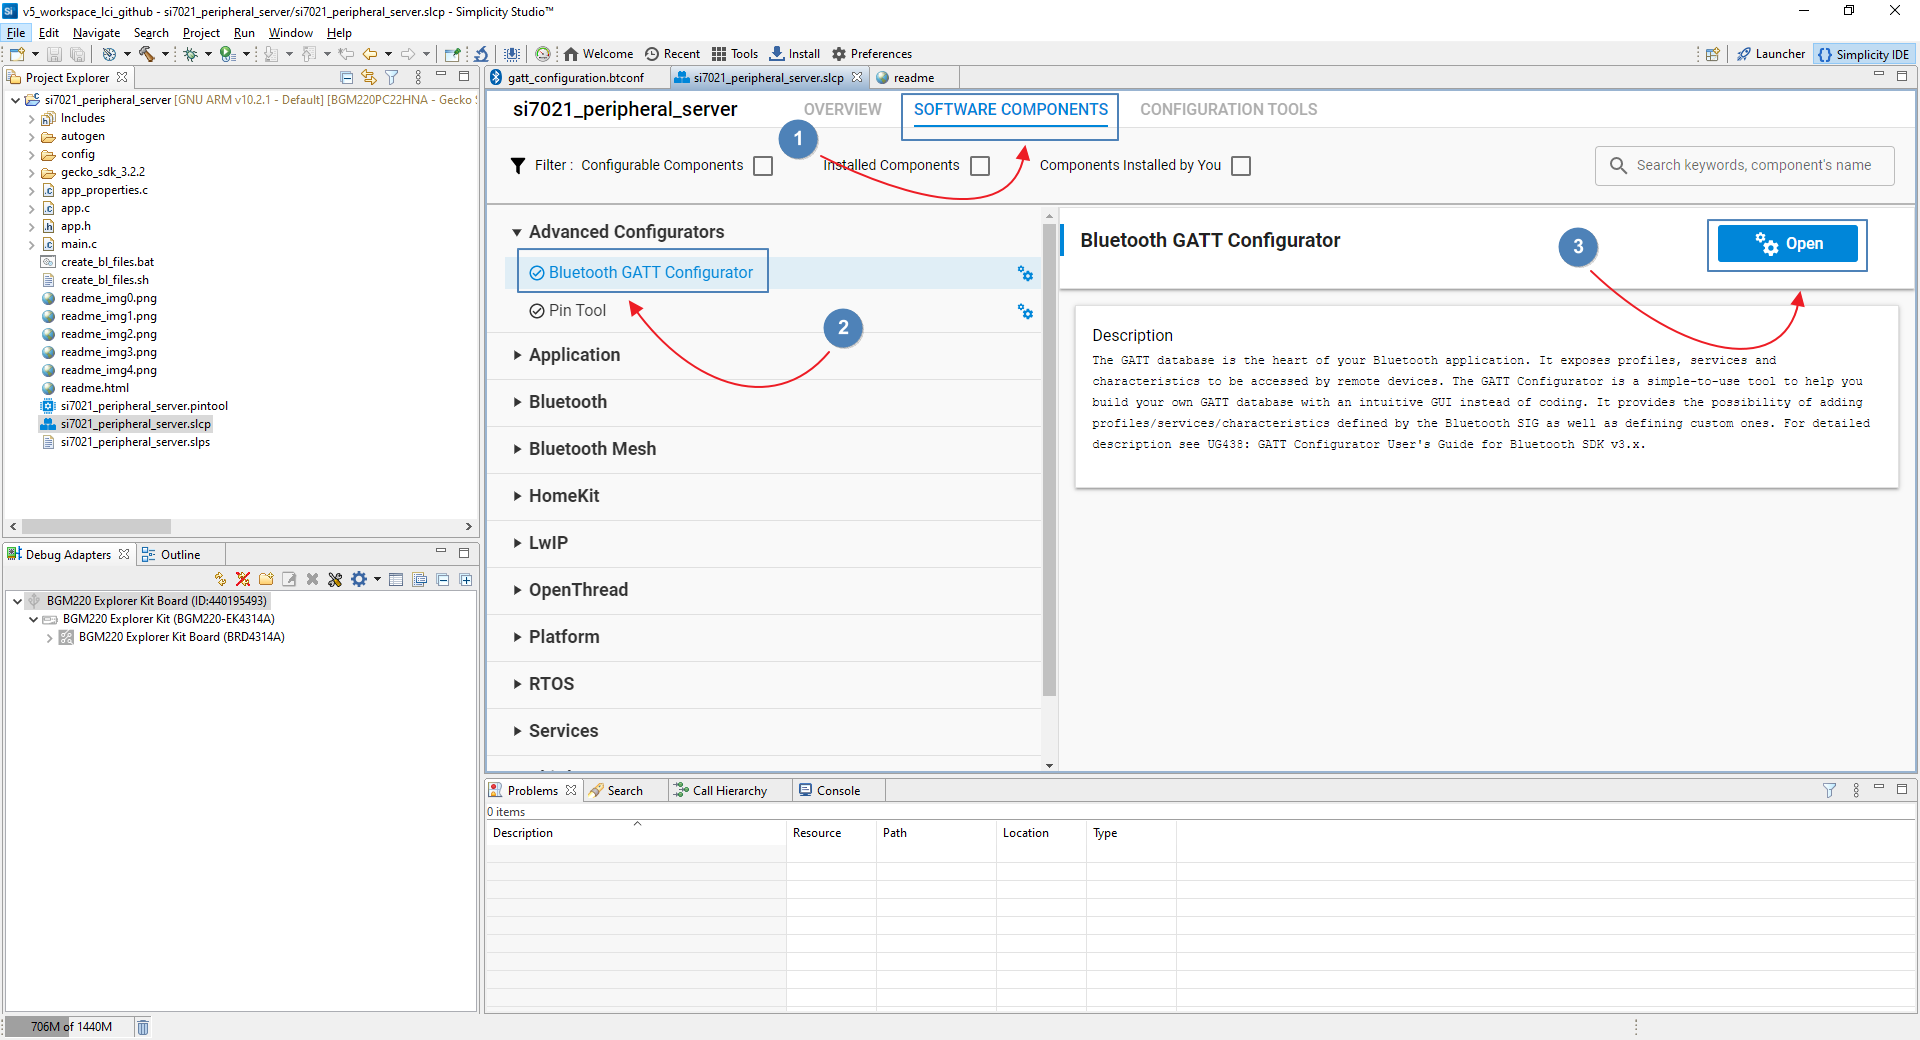 v5_workspace_lci_github - si7021_peripheral_server/si7021_peripheral_server.slcp - Simplicity Studio™
File Edit Navigate Search Project Run Window Help
Welcome Recent Tools Install Preferences
Launcher Simplicity IDE
Project Explorer
si7021_peripheral_server [GNU ARM v10.2.1 - Default] [BGM220PC22HNA - Gecko
Includes
autogen
config
gecko_sdk_3.2.2
app_properties.c
app.c
app.h
main.c
create_bl_files.bat
create_bl_files.sh
readme_img0.png
readme_img1.png
readme_img2.png
readme_img3.png
readme_img4.png
readme.html
si7021_peripheral_server.pintool
si7021_peripheral_server.slcp
si7021_peripheral_server.slps
Debug Adapters Outline
BGM220 Explorer Kit Board (ID:440195493)
BGM220 Explorer Kit (BGM220-EK4314A)
BGM220 Explorer Kit Board (BRD4314A)
706M of 1440M
gatt_configuration.btconf si7021_peripheral_server.slcp readme
si7021_peripheral_server OVERVIEW SOFTWARE COMPONENTS CONFIGURATION TOOLS
1
Filter : Configurable Components Installed Components Components Installed by You Search keywords, component's name
Advanced Configurators
Bluetooth GATT Configurator
Pin Tool
2
Application
Bluetooth
Bluetooth Mesh
HomeKit
LwIP
OpenThread
Platform
RTOS
Services
Bluetooth GATT Configurator 3 Open
Description
The GATT database is the heart of your Bluetooth application. It exposes profiles, services and
characteristics to be accessed by remote devices. The GATT Configurator is a simple-to-use tool to help you
build your own GATT database with an intuitive GUI instead of coding. It provides the possibility of adding
profiles/services/characteristics defined by the Bluetooth SIG as well as defining custom ones. For detailed
description see UG438: GATT Configurator User's Guide for Bluetooth SDK v3.x.
Problems Search Call Hierarchy Console
0 items
Description Resource Path Location Type